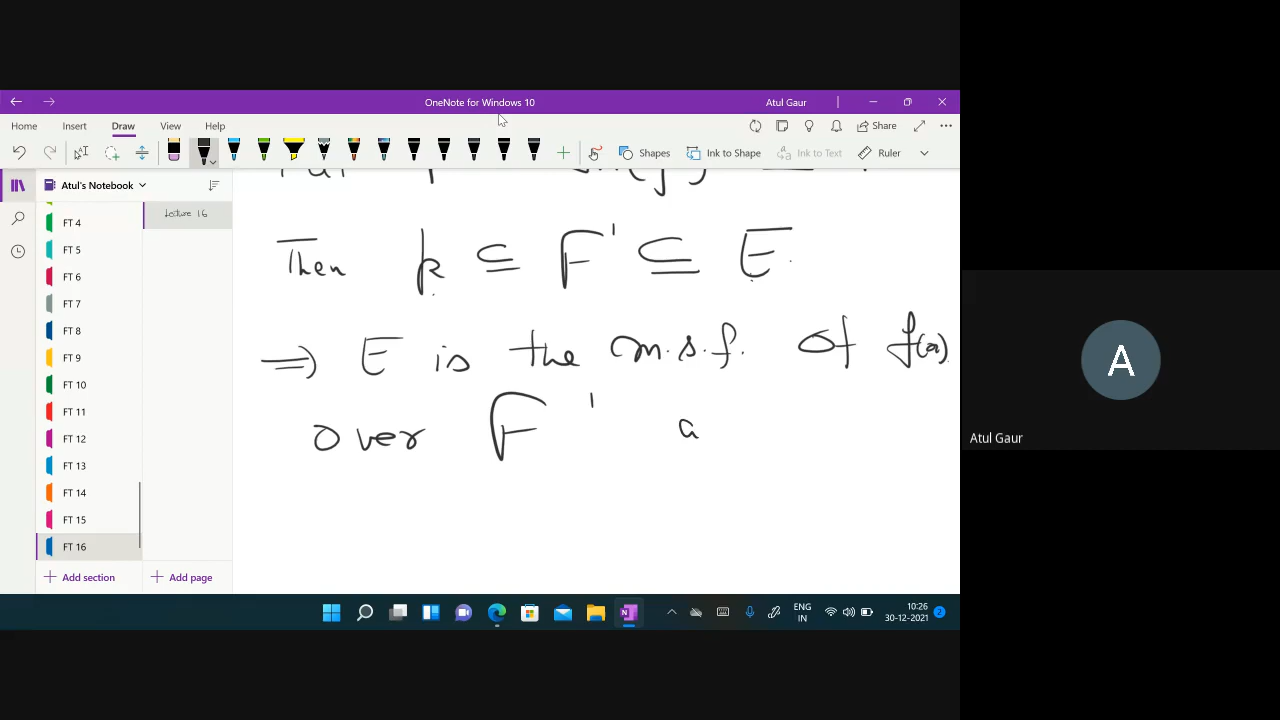 OneNote for Windows 10
Atul Gaur
Home Insert Draw View Help
Share
Shapes
Ink to Shape
Ink to Text
Ruler
Atul's Notebook
Lecture 16
FT 4
FT 5
FT 6
FT 7
FT 8
FT 9
FT 10
FT 11
FT 12
FT 13
FT 14
FT 15
FT 16
Add section
Add page
Then k ⊆ F' ⊆ E.
⇒ E is the m.s.f. of f(x)
over F' a
A
Atul Gaur
ENG
IN
10:26
30-12-2021
2